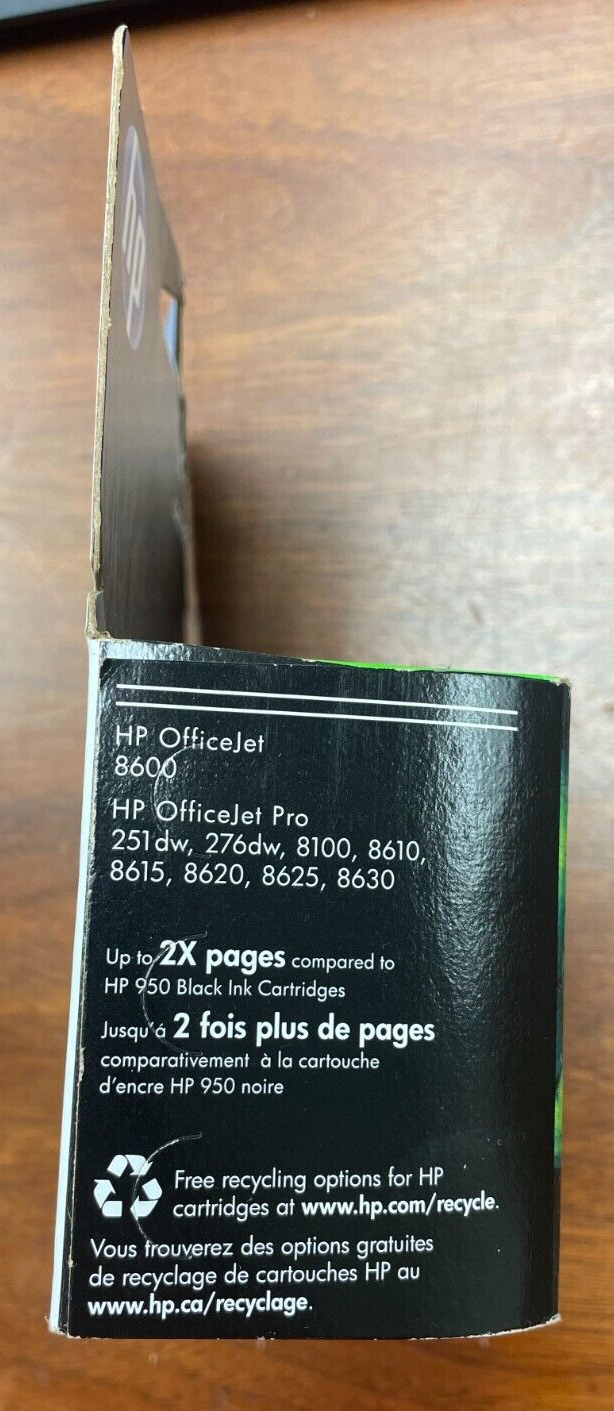 hp
HP OfficeJet
8600
HP OfficeJet Pro
251dw, 276dw, 8100, 8610,
8615, 8620, 8625, 8630
Up to 2X pages compared to
HP 950 Black Ink Cartridges
Jusqu'á 2 fois plus de pages
comparativement à la cartouche
d'encre HP 950 noire
Free recycling options for HP
cartridges at www.hp.com/recycle.
Vous trouverez des options gratuites
de recyclage de cartouches HP au
www.hp.ca/recyclage.